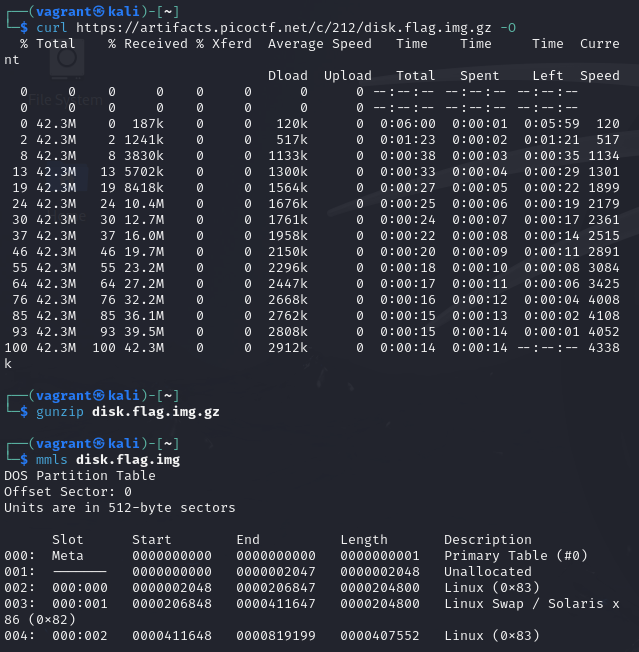 ┌──(vagrant㉿kali)-[~]
└─$ curl https://artifacts.picoctf.net/c/212/disk.flag.img.gz -O
  % Total    % Received % Xferd  Average Speed   Time    Time     Time  Curre
nt
                                 Dload  Upload   Total   Spent    Left  Speed
  0     0    0     0    0     0      0      0 --:--:-- --:--:-- --:--:--
  0     0    0     0    0     0      0      0 --:--:-- --:--:-- --:--:--
  0 42.3M    0  187k    0     0   120k      0  0:06:00  0:00:01  0:05:59  120
  2 42.3M    2 1241k    0     0   517k      0  0:01:23  0:00:02  0:01:21  517
  8 42.3M    8 3830k    0     0  1133k      0  0:00:38  0:00:03  0:00:35 1134
 13 42.3M   13 5702k    0     0  1300k      0  0:00:33  0:00:04  0:00:29 1301
 19 42.3M   19 8418k    0     0  1564k      0  0:00:27  0:00:05  0:00:22 1899
 24 42.3M   24 10.4M    0     0  1676k      0  0:00:25  0:00:06  0:00:19 2179
 30 42.3M   30 12.7M    0     0  1761k      0  0:00:24  0:00:07  0:00:17 2361
 37 42.3M   37 16.0M    0     0  1958k      0  0:00:22  0:00:08  0:00:14 2515
 46 42.3M   46 19.7M    0     0  2150k      0  0:00:20  0:00:09  0:00:11 2891
 55 42.3M   55 23.2M    0     0  2296k      0  0:00:18  0:00:10  0:00:08 3084
 64 42.3M   64 27.2M    0     0  2447k      0  0:00:17  0:00:11  0:00:06 3425
 76 42.3M   76 32.2M    0     0  2668k      0  0:00:16  0:00:12  0:00:04 4008
 85 42.3M   85 36.1M    0     0  2762k      0  0:00:15  0:00:13  0:00:02 4108
 93 42.3M   93 39.5M    0     0  2808k      0  0:00:15  0:00:14  0:00:01 4052
100 42.3M  100 42.3M    0     0  2912k      0  0:00:14  0:00:14 --:--:-- 4338
k
┌──(vagrant㉿kali)-[~]
└─$ gunzip disk.flag.img.gz
┌──(vagrant㉿kali)-[~]
└─$ mmls disk.flag.img
DOS Partition Table
Offset Sector: 0
Units are in 512-byte sectors
      Slot      Start        End          Length       Description
000:  Meta      0000000000   0000000000   0000000001   Primary Table (#0)
001:  -------   0000000000   0000002047   0000002048   Unallocated
002:  000:000   0000002048   0000206847   0000204800   Linux (0×83)
003:  000:001   0000206848   0000411647   0000204800   Linux Swap / Solaris x
86 (0×82)
004:  000:002   0000411648   0000819199   0000407552   Linux (0×83)